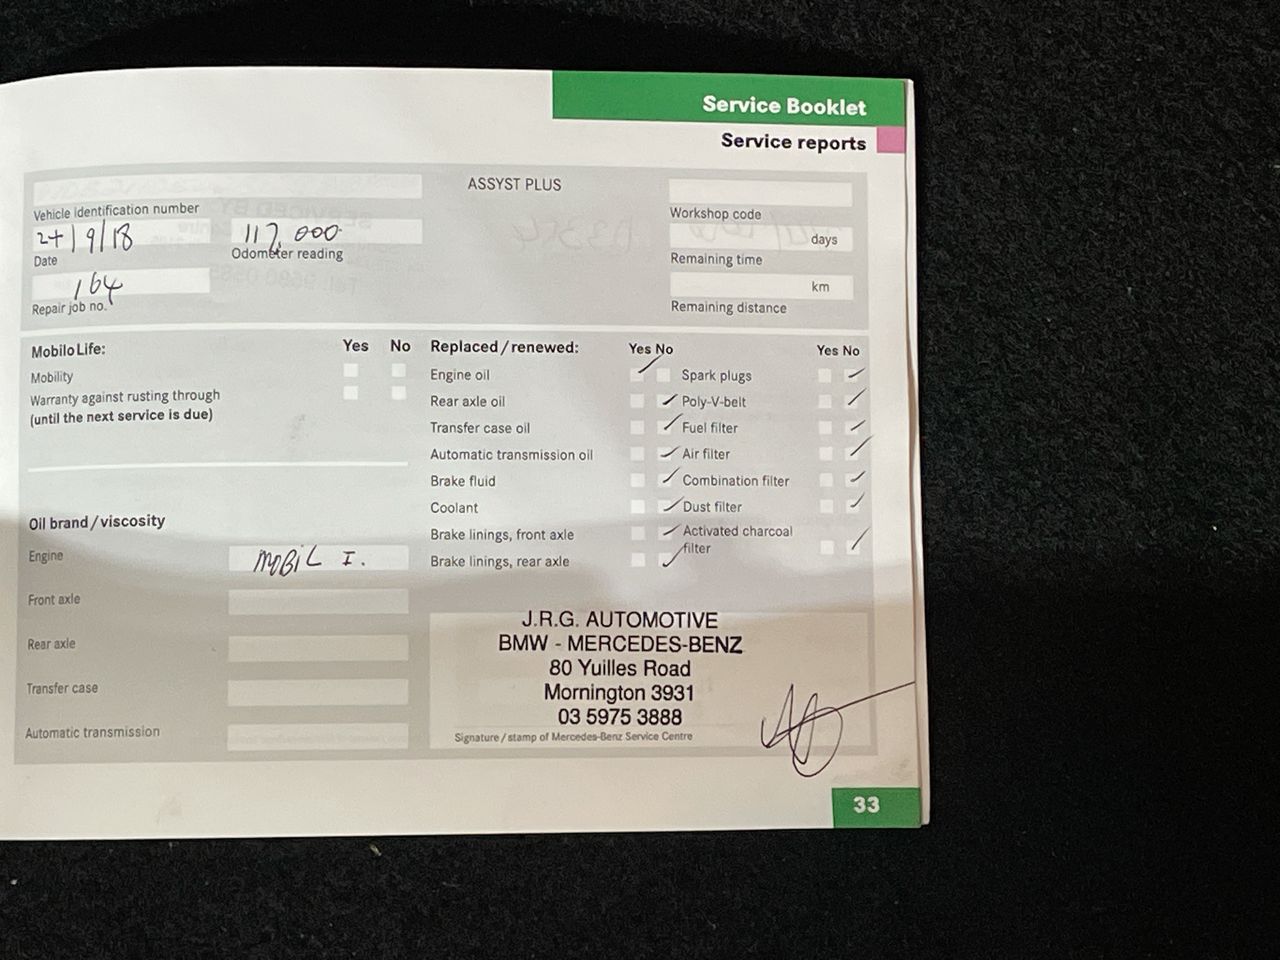 Service Booklet
Service reports
ASSYST PLUS
Vehicle identification number
Workshop code
24/9/18
117,000
days
Date
Odometer reading
Remaining time
164
km
Repair job no.
Remaining distance
Mobilo Life:
Yes No
Replaced / renewed:
Yes No
Yes No
Mobility
Engine oil
Spark plugs
Warranty against rusting through
(until the next service is due)
Rear axle oil
Poly-V-belt
Transfer case oil
Fuel filter
Automatic transmission oil
Air filter
Brake fluid
Combination filter
Coolant
Dust filter
Brake linings, front axle
Activated charcoal
filter
Brake linings, rear axle
Oil brand / viscosity
Engine
MOBIL I.
Front axle
Rear axle
Transfer case
Automatic transmission
J.R.G. AUTOMOTIVE
BMW - MERCEDES-BENZ
80 Yuilles Road
Mornington 3931
03 5975 3888
Signature / stamp of Mercedes-Benz Service Centre
33